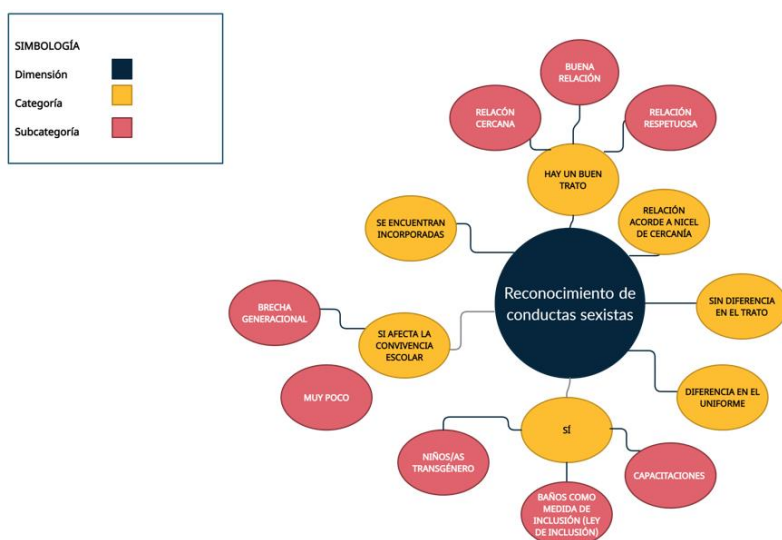 SIMBOLOGÍA
Dimensión
Categoría
Subcategoría
BUENA
RELACIÓN
RELACÓN
CERCANA
RELACIÓN
RESPETUOSA
HAY UN BUEN
TRATO
SE ENCUENTRAN
INCORPORADAS
RELACIÓN
ACORDE A NICEL
DE CERCANÍA
Reconocimiento de
conductas sexistas
SIN DIFERENCIA
EN EL TRATO
BRECHA
GENERACIONAL
SI AFECTA LA
CONVIVENCIA
ESCOLAR
MUY POCO
DIFERENCIA EN EL
UNIFORME
SÍ
NIÑOS/AS
TRANSGÉNERO
CAPACITACIONES
BAÑOS COMO
MEDIDA DE
INCLUSIÓN (LEY
DE INCLUSIÓN)